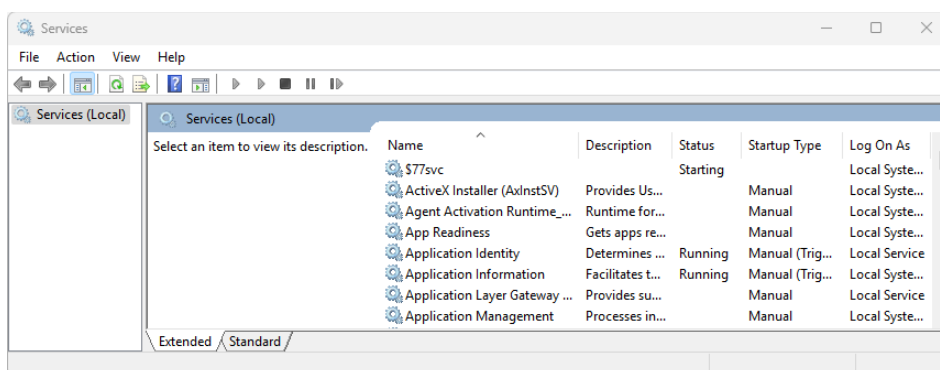 Services
File Action View Help
Services (Local)
Services (Local)
Select an item to view its description.
Name Description Status Startup Type Log On As
$77svc Starting Local Syste...
ActiveX Installer (AxInstSV) Provides Us... Manual Local Syste...
Agent Activation Runtime_... Runtime for... Manual Local Syste...
App Readiness Gets apps re... Manual Local Syste...
Application Identity Determines ... Running Manual (Trig... Local Service
Application Information Facilitates t... Running Manual (Trig... Local Syste...
Application Layer Gateway ... Provides su... Manual Local Service
Application Management Processes in... Manual Local Syste...
Extended Standard